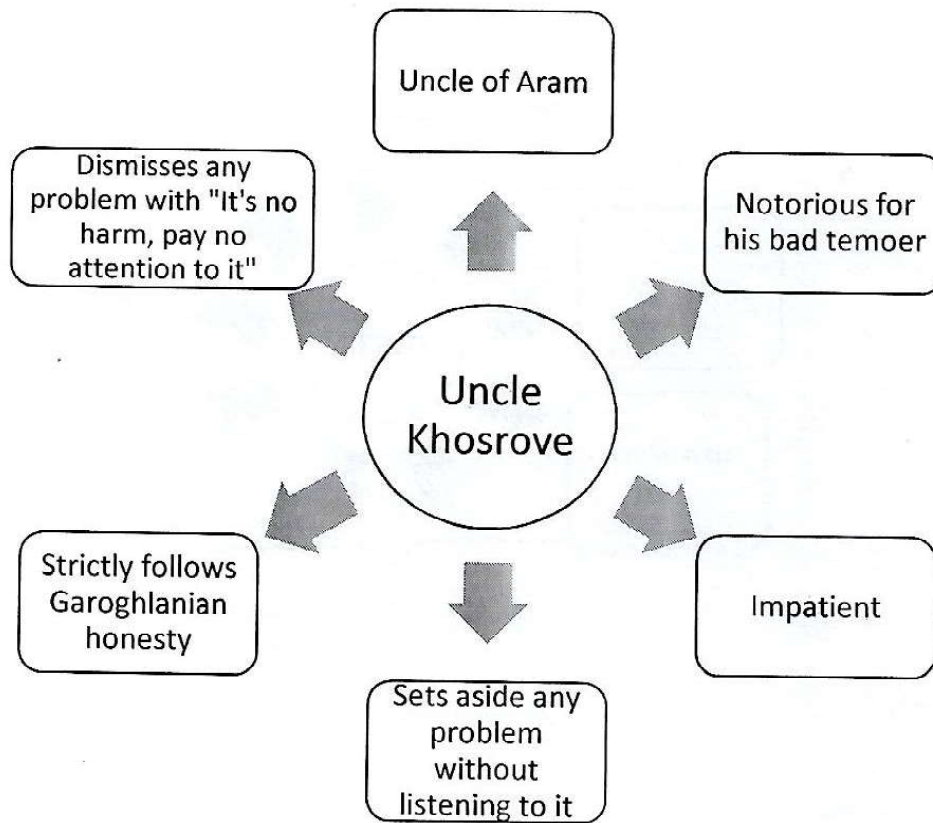 Uncle of Aram
Dismisses any
problem with "It's no
harm, pay no
attention to it"
Notorious for
his bad temoer
Uncle
Khosrove
Strictly follows
Garoghlanian
honesty
Impatient
Sets aside any
problem
without
listening to it